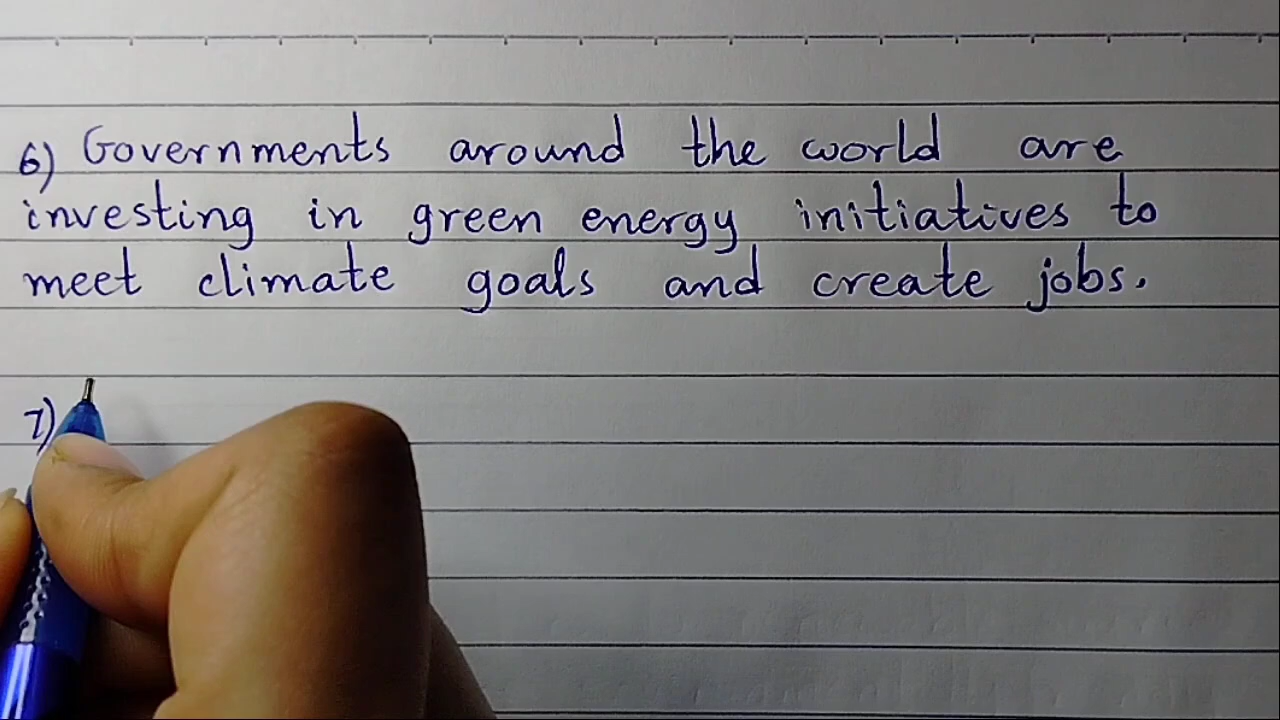 6) Governments around the world are
investing in green energy initiatives to
meet climate goals and create jobs.
7)